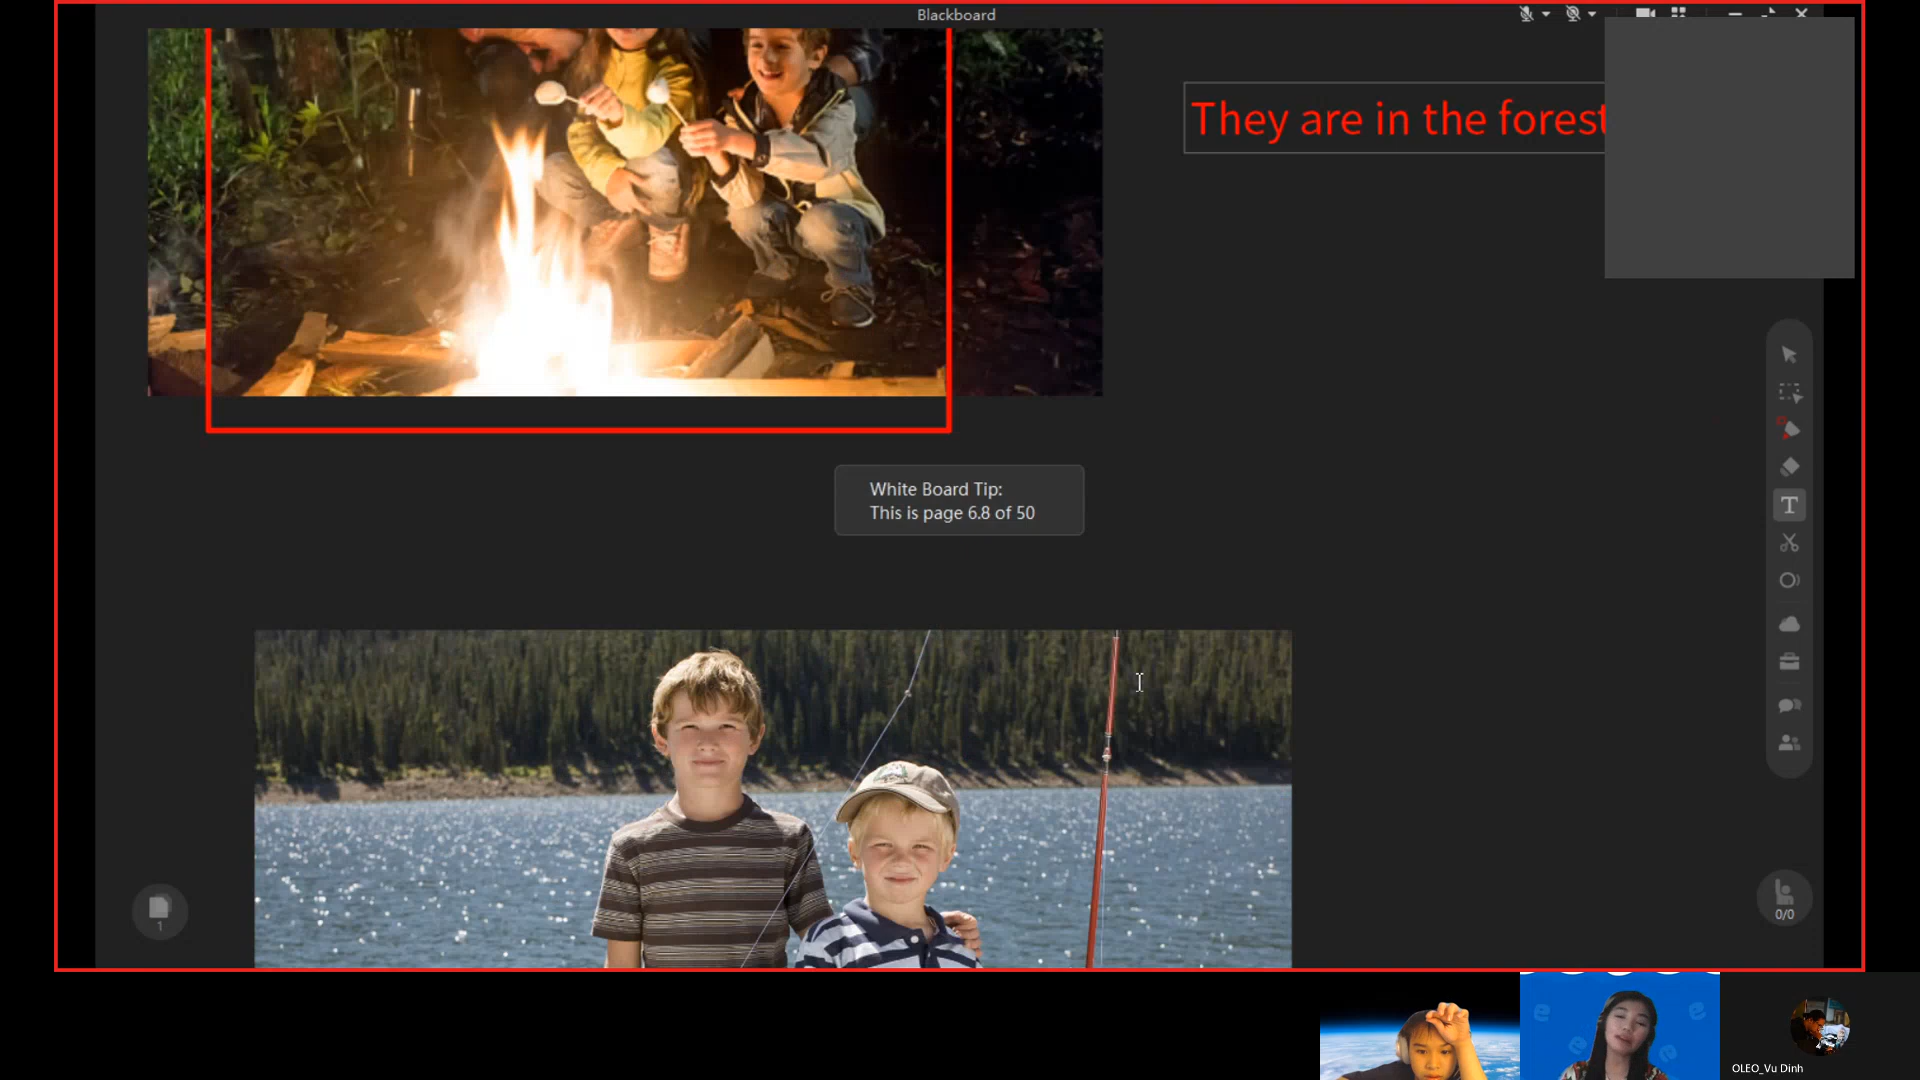 Blackboard
They are in the forest
White Board Tip:
This is page 6.8 of 50
T
1
0/0
OLEO_Vu Dinh